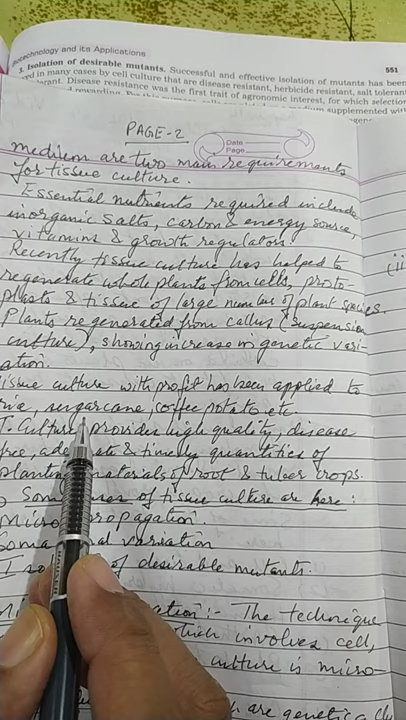 Biotechnology and its Applications
551
3. Isolation of desirable mutants. Successful and effective isolation of mutants has been
in many cases by cell culture that are disease resistant, herbicide resistant, salt tolerant
Disease resistance was the first trait of agronomic interest, for which selection
supplemented with
PAGE-2
Date
Page
medium are two main requirements
for tissue culture.
Essential nutrients required include
inorganic salts, carbon & energy source,
vitamins & growth regulators.
Recently tissue culture has helped to
regenerate whole plants from cells, proto-
plasts & tissue of large number of plant species.
Plants regenerated from callus (suspension
culture), showing increase in genetic vari-
ation.
Tissue culture with profit has been applied to
sugarcane, coffee potato etc.
T. Culture provides high quality, disease
free, & timely quantities of
planting materials of root & tuber crops.
Some uses of tissue culture are here:
Micropropagation.
Somaclonal variation
of desirable mutants.
:- The technique
which involves cell,
culture is micro-
are genetically